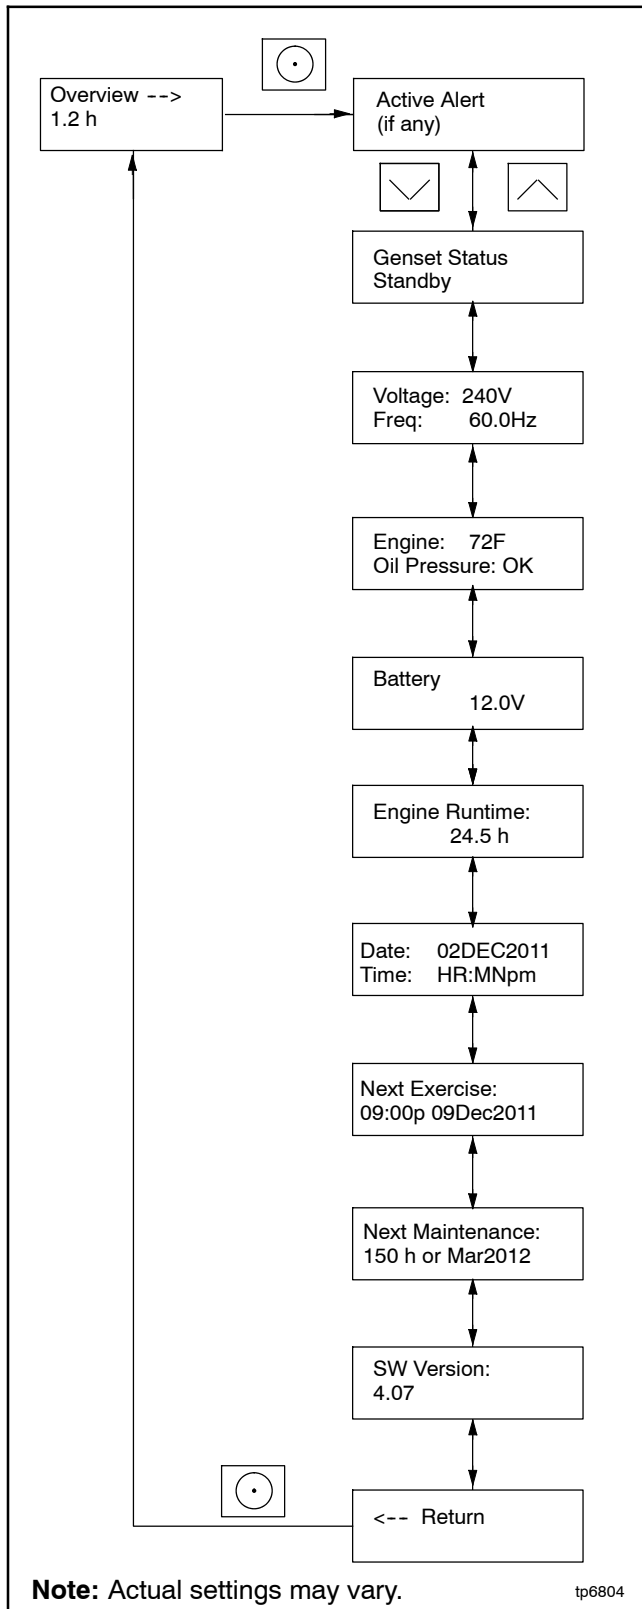 Overview -->
1.2 h
Active Alert
(if any)
Genset Status
Standby
Voltage: 240V
Freq: 60.0Hz
Engine: 72F
Oil Pressure: OK
Battery
12.0V
Engine Runtime:
24.5 h
Date: 02DEC2011
Time: HR:MNpm
Next Exercise:
09:00p 09Dec2011
Next Maintenance:
150 h or Mar2012
SW Version:
4.07
<-- Return
Note: Actual settings may vary.
tp6804